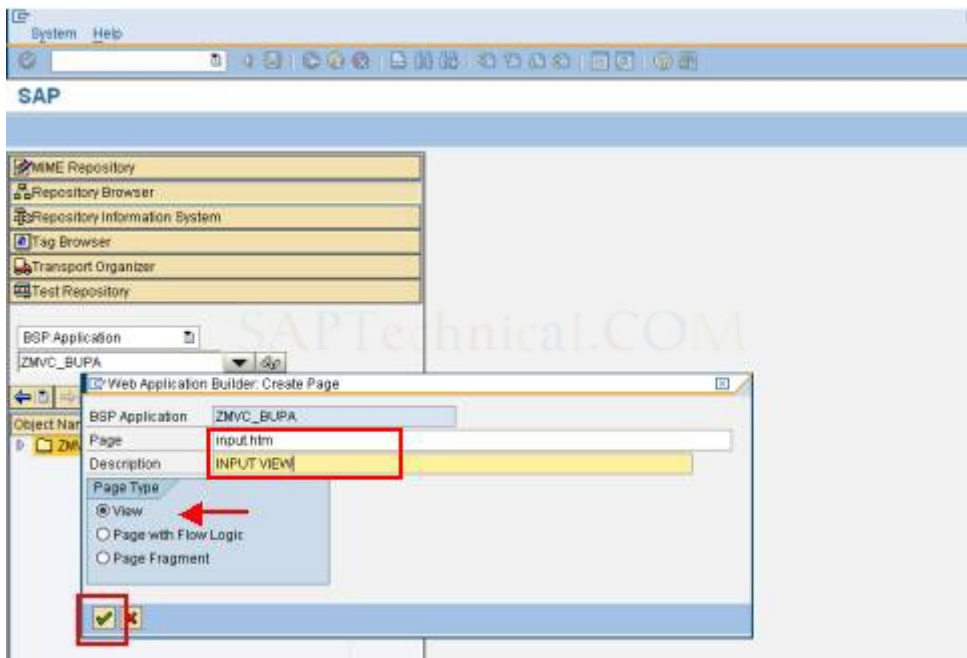 System Help
SAP
MIME Repository
Repository Browser
Repository Information System
Tag Browser
Transport Organizer
Test Repository
SAPTechnical.COM
BSP Application
ZMVC_BUPA
Web Application Builder: Create Page
Object Nam
BSP Application ZMVC_BUPA
Page input.htm
ZMV
Description INPUT VIEW
Page Type
View
Page with Flow Logic
Page Fragment